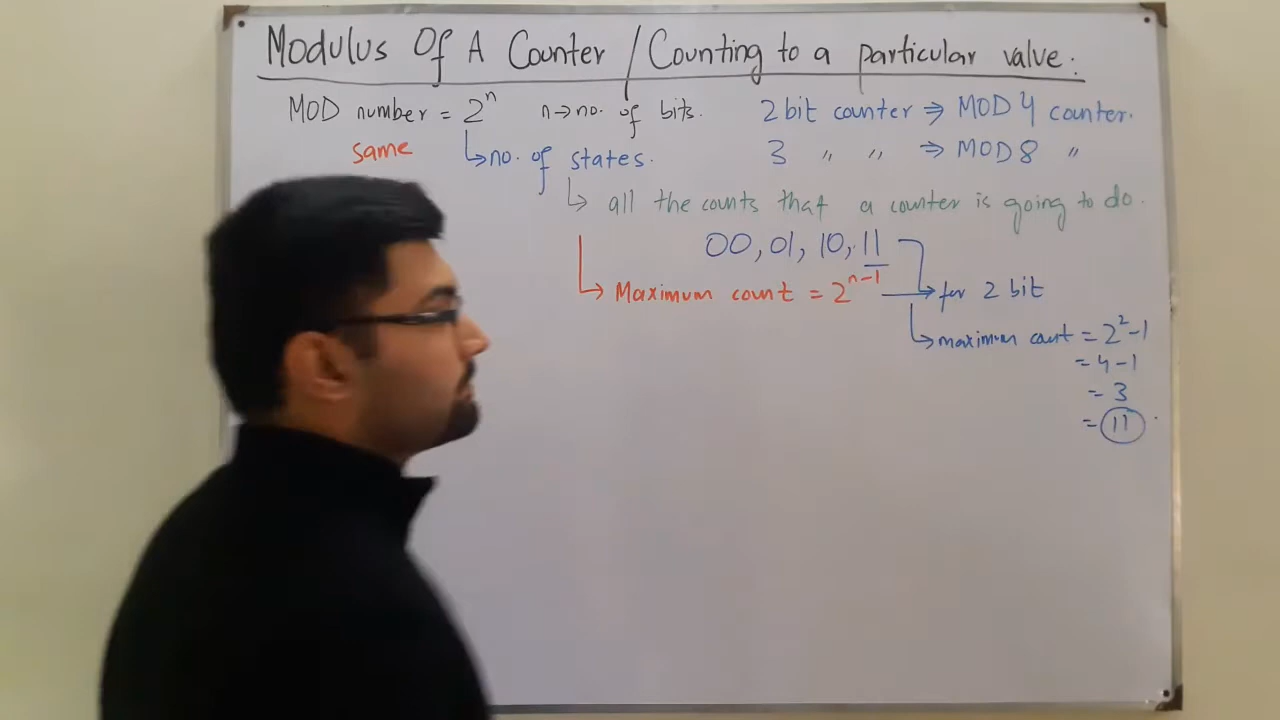 Modulus Of A Counter / Counting to a particular valve:
MOD number = 2ⁿ n→no. of bits. 2 bit counter ⇒ MOD 4 counter.
same ↳no. of states. 3 〃 〃 ⇒ MOD 8 〃
↳ all the counts that a counter is going to do.
00, 01, 10, 11
↳ Maximum count = 2ⁿ⁻¹ → for 2 bit
↳ maximum count = 2²-1
= 4-1
= 3
= 11